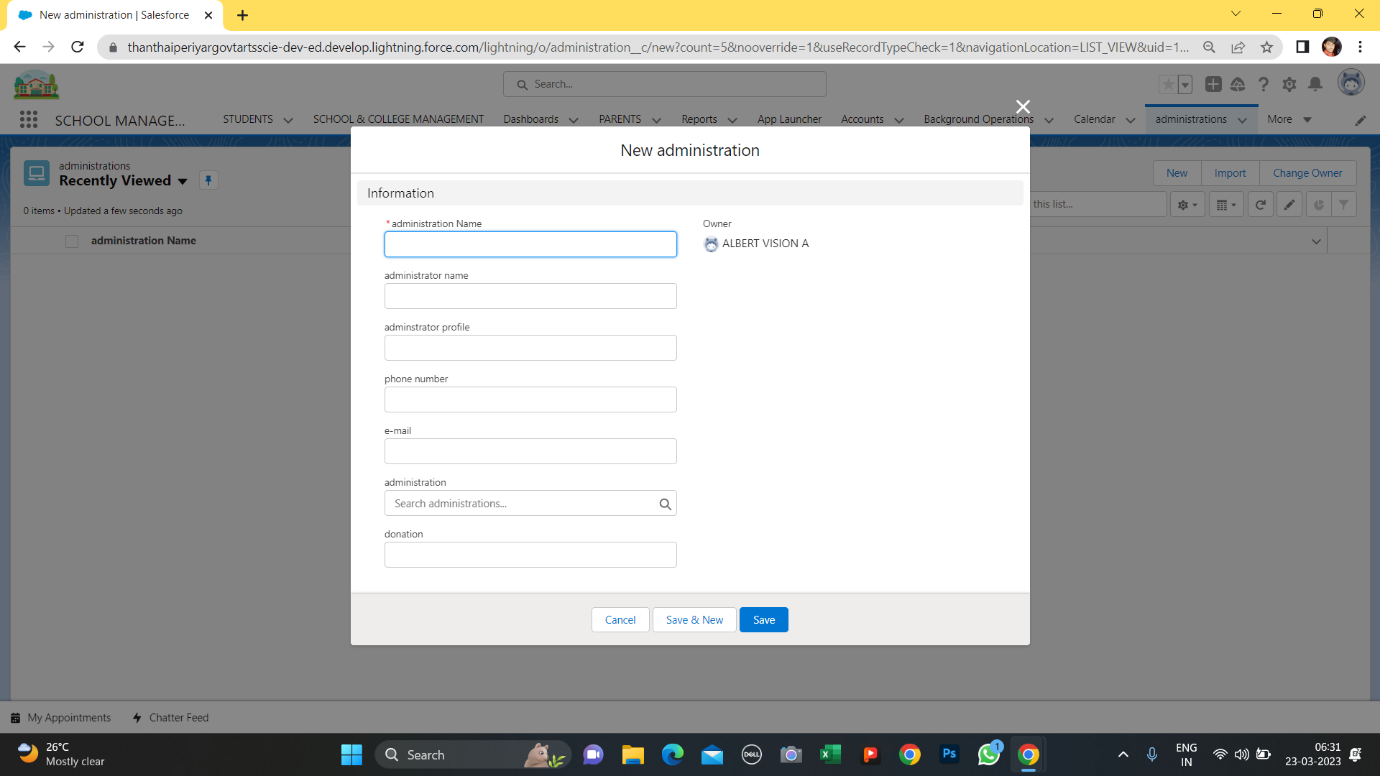 New administration | Salesforce
thanthaiperiyargovtartsscie-dev-ed.develop.lightning.force.com/lightning/o/administration__c/new?count=5&nooverride=1&useRecordTypeCheck=1&navigationLocation=LIST_VIEW&uid=1...
Search...
SCHOOL MANAGE... STUDENTS SCHOOL & COLLEGE MANAGEMENT Dashboards PARENTS Reports App Launcher Accounts Background Operations Calendar administrations More
New administration
administrations
Recently Viewed
New Import Change Owner
Information
this list...
0 items • Updated a few seconds ago
administration Name
* administration Name
Owner
ALBERT VISION A
administrator name
adminstrator profile
phone number
e-mail
administration
Search administrations...
donation
Cancel Save & New Save
My Appointments Chatter Feed
26°C
Mostly clear
Search
DELL
Ps
1
ENG
IN
06:31
23-03-2023